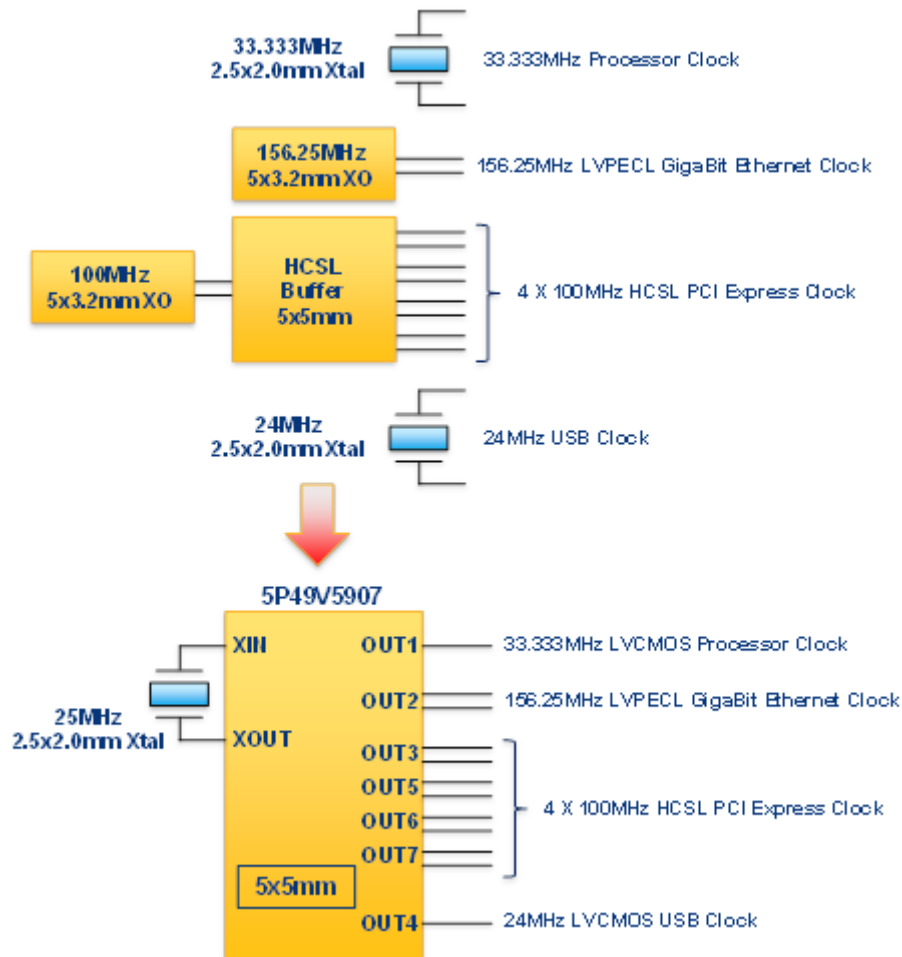 33.333MHz
2.5x2.0mm Xtal
33.333MHz Processor Clock
156.25MHz
5x3.2mm XO
156.25MHz LVPECL GigaBit Ethernet Clock
100MHz
5x3.2mm XO
HCSL
Buffer
5x5mm
4 X 100MHz HCSL PCI Express Clock
24MHz
2.5x2.0mm Xtal
24MHz USB Clock
5P49V5907
XIN
OUT1
33.333MHz LVCMOS Processor Clock
OUT2
156.25MHz LVPECL GigaBit Ethernet Clock
25MHz
2.5x2.0mm Xtal
XOUT
OUT3
OUT5
OUT6
OUT7
4 X 100MHz HCSL PCI Express Clock
5x5mm
OUT4
24MHz LVCMOS USB Clock